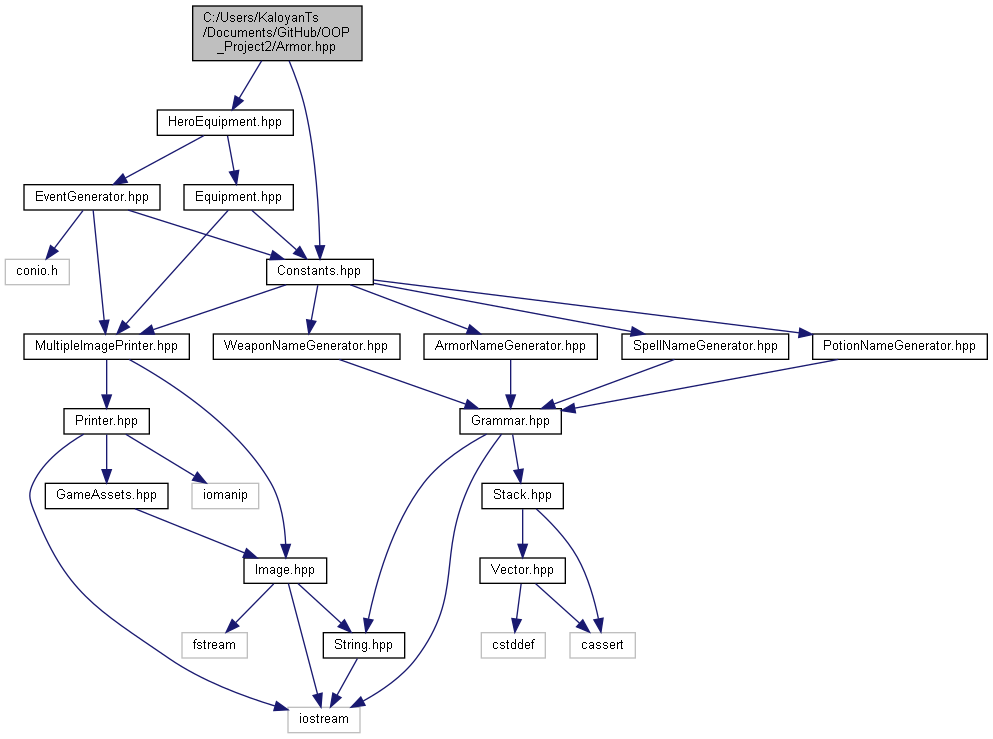 C:/Users/KaloyanTs
/Documents/GitHub/OOP
_Project2/Armor.hpp
HeroEquipment.hpp
EventGenerator.hpp
Equipment.hpp
conio.h
Constants.hpp
MultipleImagePrinter.hpp
WeaponNameGenerator.hpp
ArmorNameGenerator.hpp
SpellNameGenerator.hpp
PotionNameGenerator.hpp
Printer.hpp
Grammar.hpp
GameAssets.hpp
iomanip
Stack.hpp
Image.hpp
Vector.hpp
fstream
String.hpp
cstddef
cassert
iostream